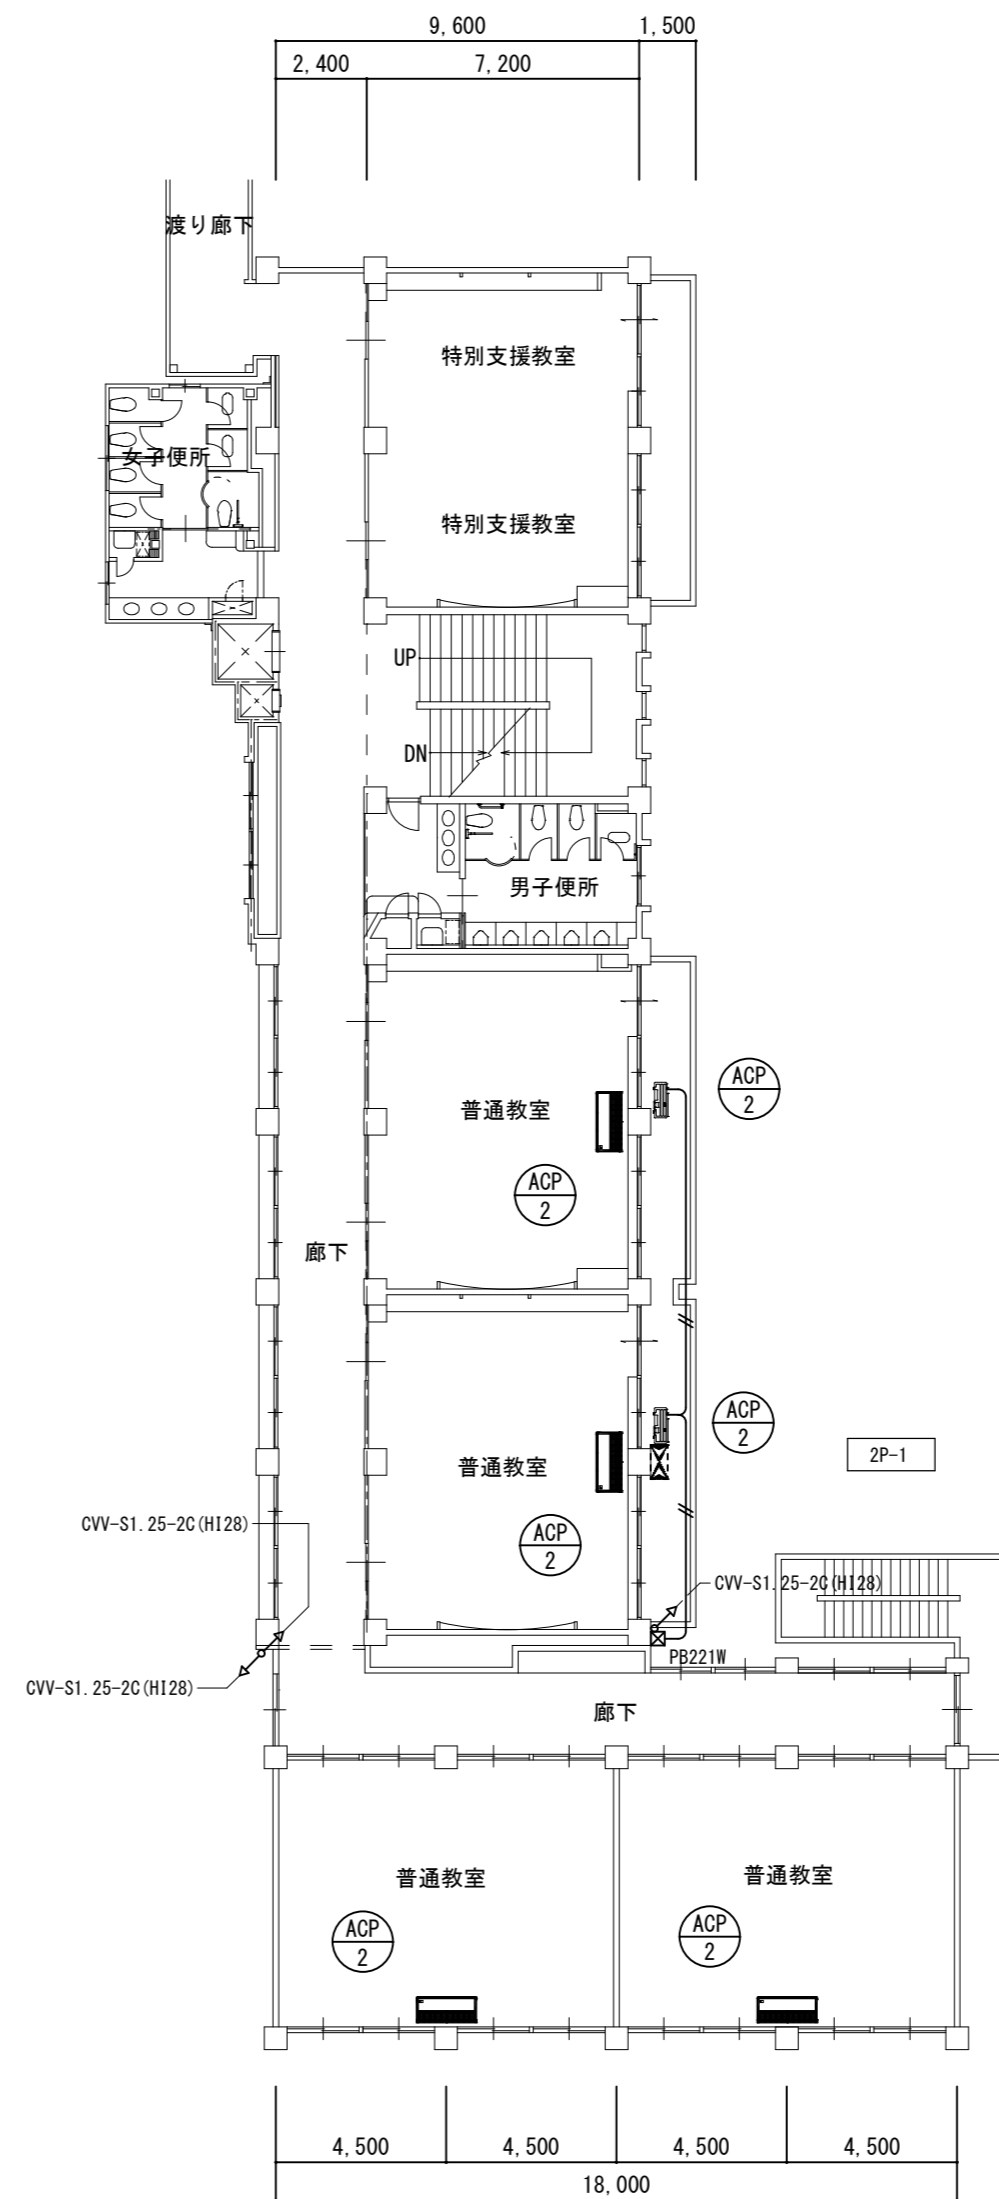 9,600
1,500
2,400
7,200
渡り廊下
特別支援教室
女子便所
特別支援教室
UP
DN
男子便所
ACP
2
普通教室
ACP
2
廊下
ACP
2
2P-1
普通教室
CVV-S1.25-2C(HI28)
ACP
2
CVV-S1.25-2C(HI28)
PB221W
CVV-S1.25-2C(HI28)
廊下
普通教室
普通教室
ACP
2
ACP
2
4,500
4,500
4,500
4,500
18,000